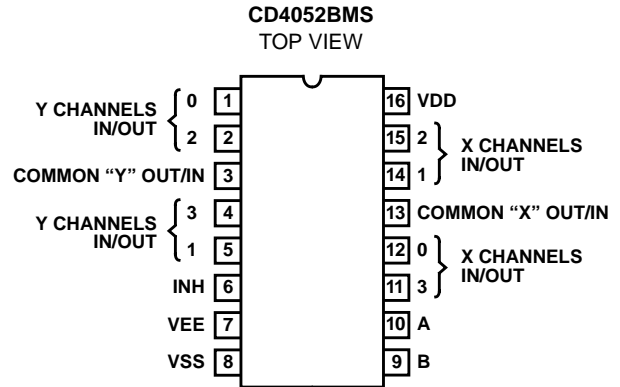 CD4052BMS
TOP VIEW
Y CHANNELS IN/OUT
0 1
2 2
COMMON “Y” OUT/IN 3
Y CHANNELS IN/OUT
3 4
1 5
INH 6
VEE 7
VSS 8
16 VDD
15 2
14 1
X CHANNELS IN/OUT
13 COMMON “X” OUT/IN
12 0
11 3
X CHANNELS IN/OUT
10 A
9 B